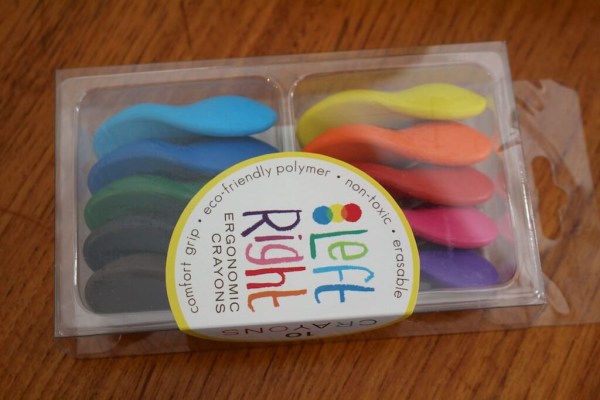 comfort grip • eco-friendly polymer • non-toxic • erasable
Left
Right
ERGONOMIC
CRAYONS
10
CRAYONS